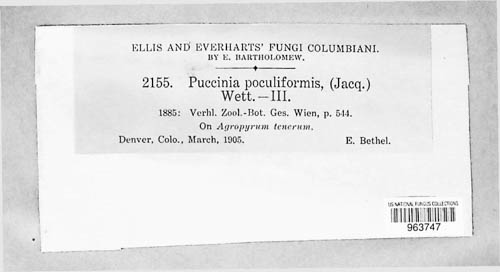 ELLIS AND EVERHARTS' FUNGI COLUMBIANI.
BY E. BARTHOLOMEW.
2155. Puccinia poculiformis, (Jacq.)
Wett.—III.
1885: Verhl. Zool.-Bot. Ges. Wien, p. 544.
On Agropyrum tenerum.
Denver, Colo., March, 1905. E. Bethel.
US NATIONAL FUNGUS COLLECTIONS
963747